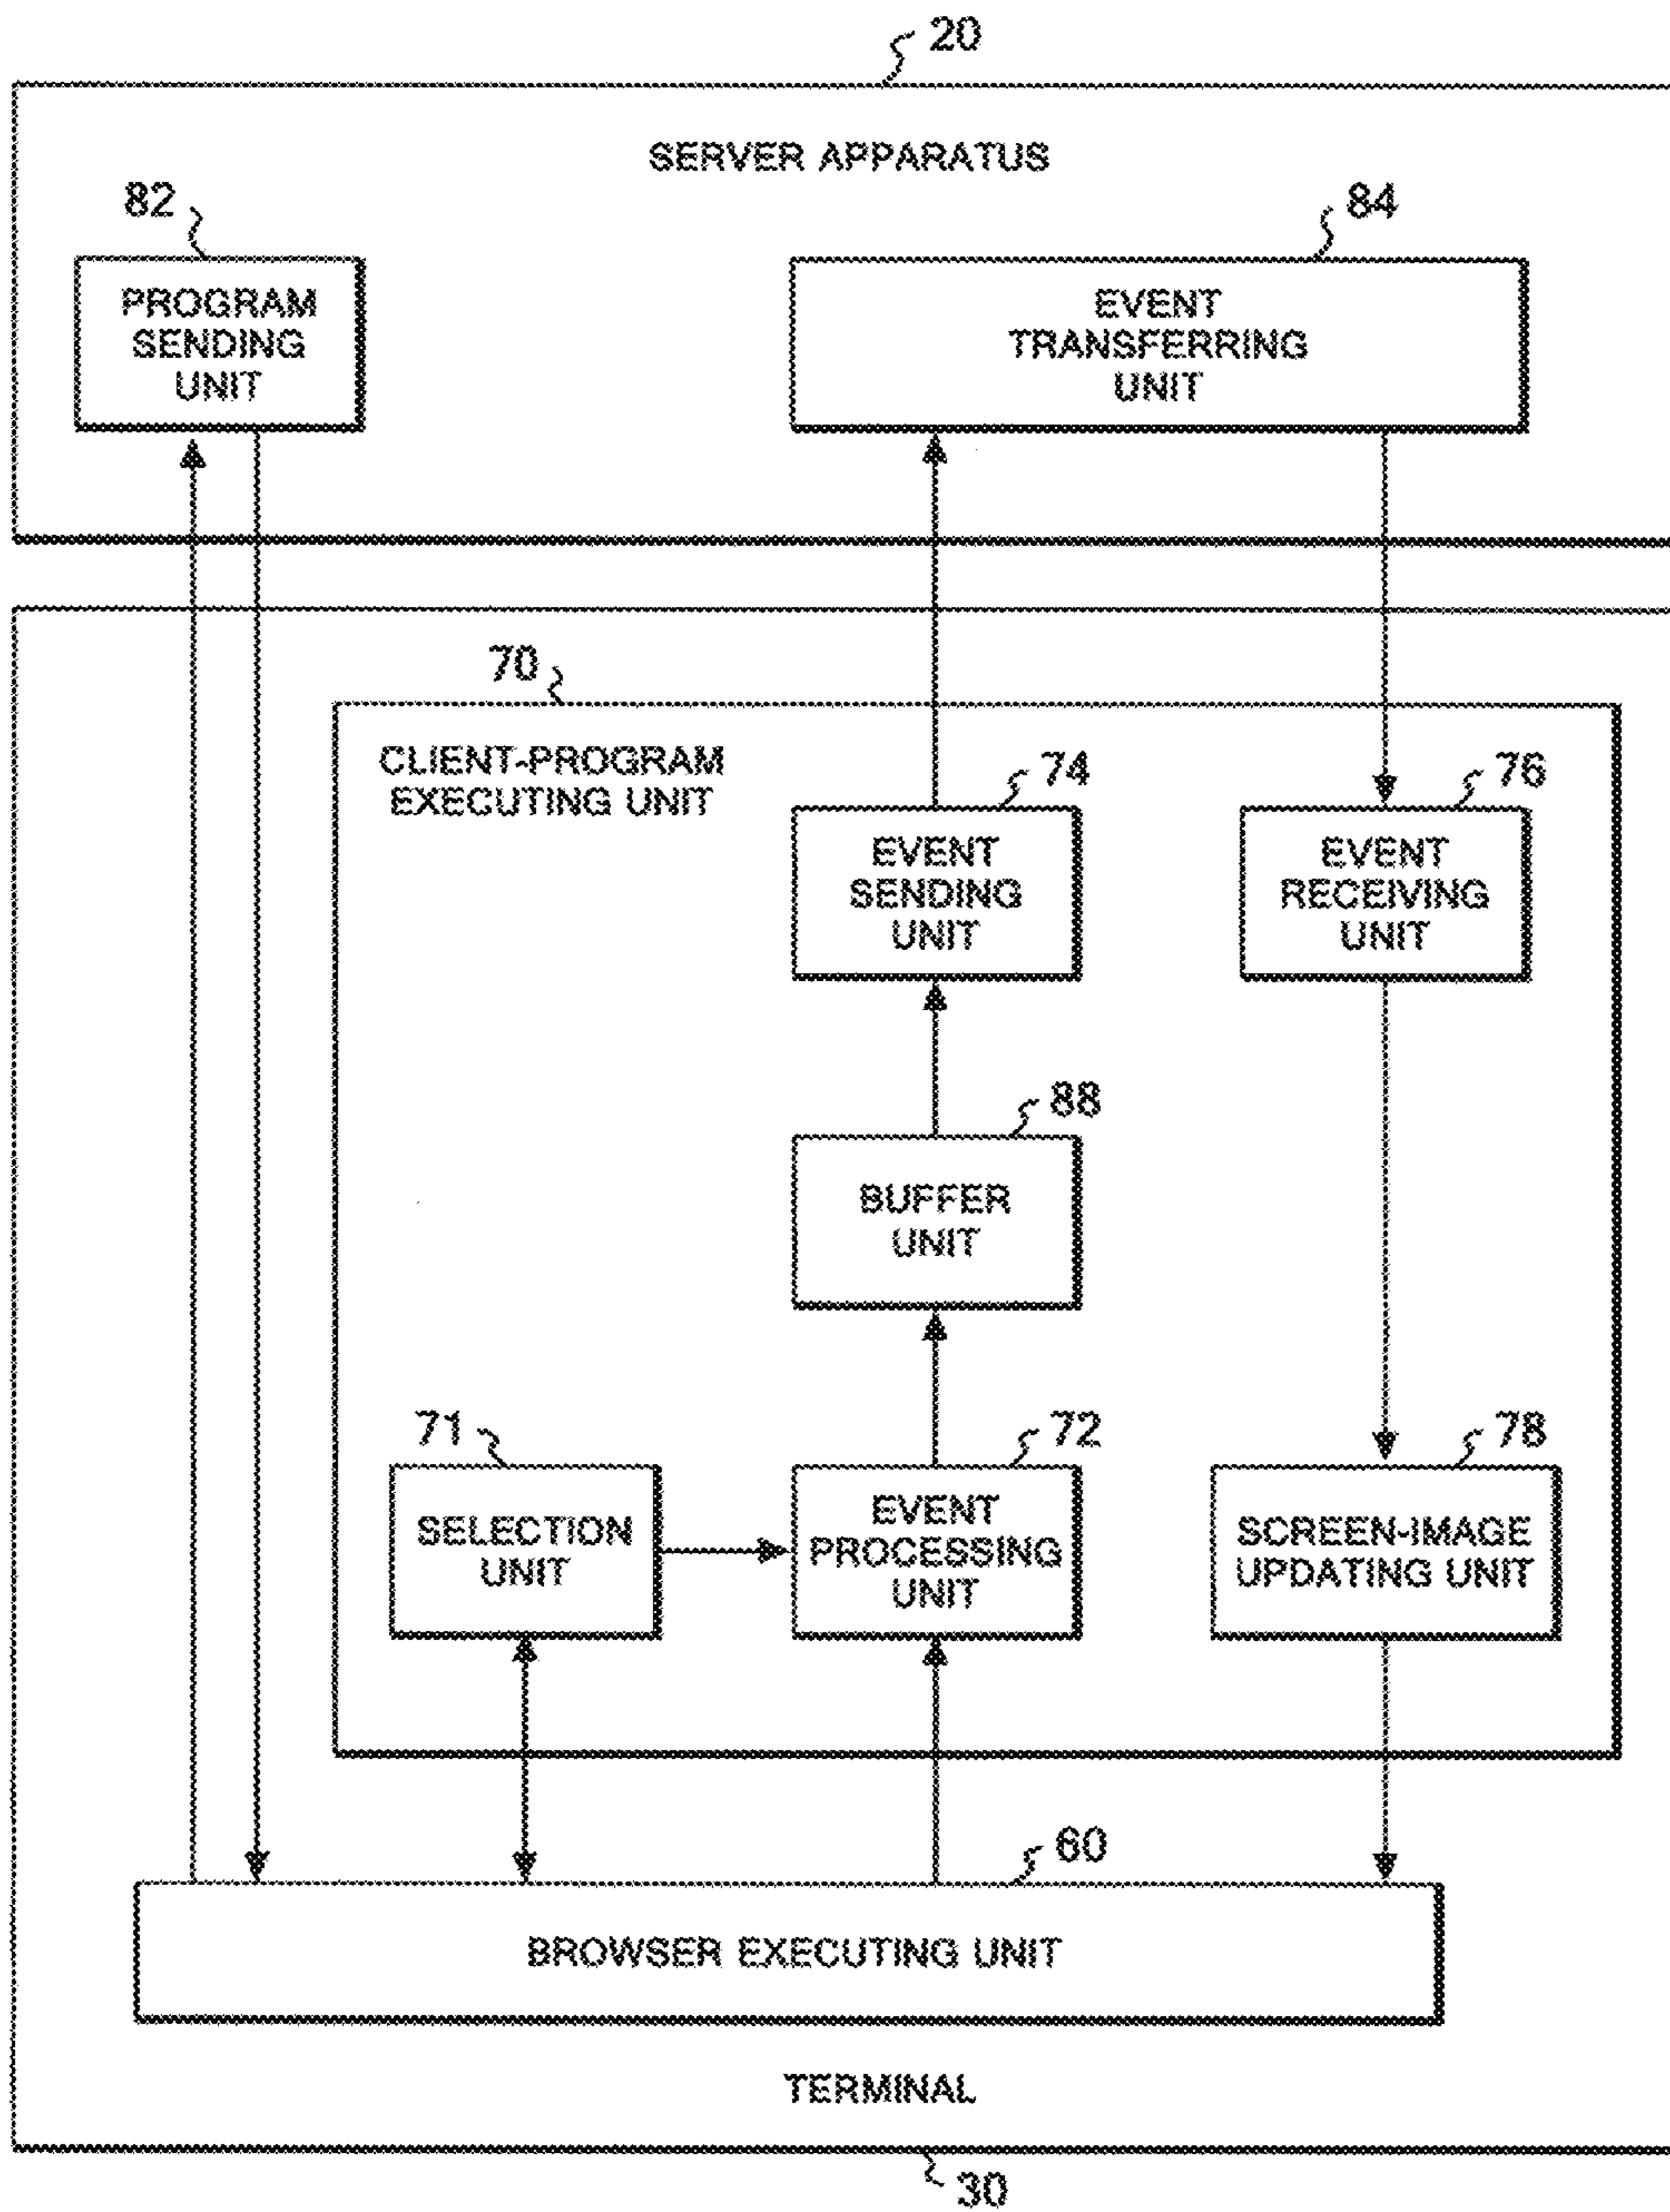 20
SERVER APPARATUS
82
84
PROGRAM
SENDING
UNIT
EVENT
TRANSFERRING
UNIT
70
CLIENT-PROGRAM
EXECUTING UNIT
74
76
EVENT
SENDING
UNIT
EVENT
RECEIVING
UNIT
88
BUFFER
UNIT
71
72
78
SELECTION
UNIT
EVENT
PROCESSING
UNIT
SCREEN-IMAGE
UPDATING UNIT
60
BROWSER EXECUTING UNIT
TERMINAL
30